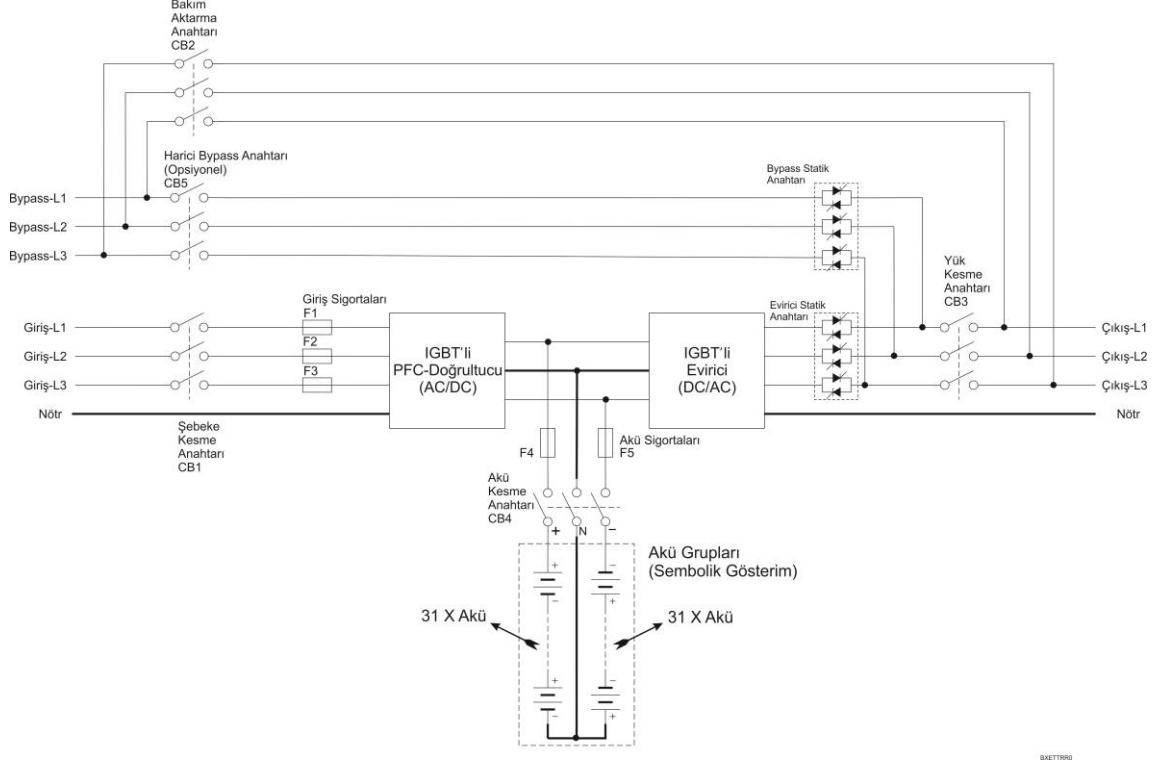 Bakım
Aktarma
Anahtarı
CB2
Harici Bypass Anahtarı
(Opsiyonel)
CB5
Bypass Statik
Anahtarı
Bypass-L1
Bypass-L2
Bypass-L3
Yük
Kesme
Anahtarı
CB3
Giriş Sigortaları
F1
F2
F3
Evirici Statik
Anahtarı
Giriş-L1
Giriş-L2
Giriş-L3
Nötr
IGBT'li
PFC-Doğrultucu
(AC/DC)
IGBT'li
Evirici
(DC/AC)
Çıkış-L1
Çıkış-L2
Çıkış-L3
Nötr
Şebeke
Kesme
Anahtarı
CB1
F4
Akü Sigortaları
F5
Akü
Kesme
Anahtarı
CB4
+
N
−
Akü Grupları
(Sembolik Gösterim)
+
−
−
+
31 X Akü
31 X Akü
+
−
−
+
BXETTRR0